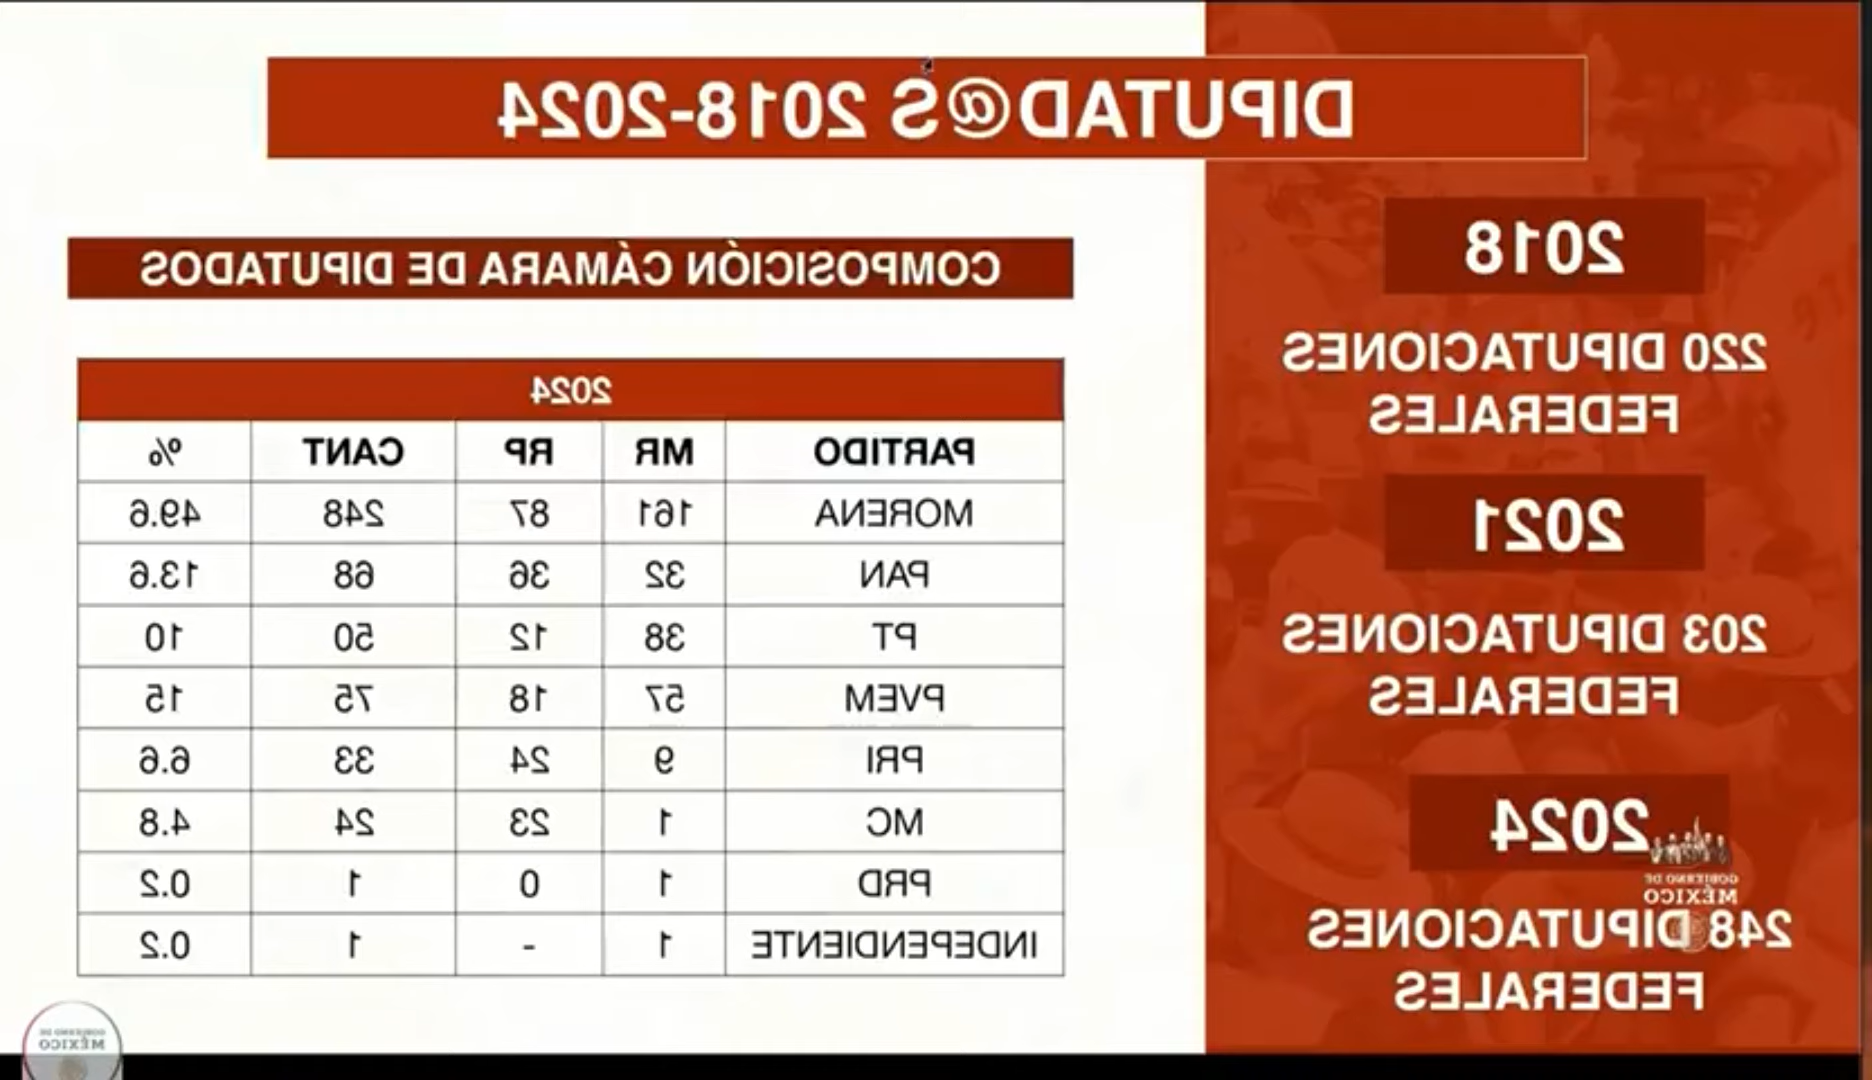 DIPUTAD@S 2018-2024
2018
220 DIPUTACIONES
FEDERALES
2021
203 DIPUTACIONES
FEDERALES
2024
248 DIPUTACIONES
FEDERALES
GOBIERNO DE
MÉXICO
COMPOSICIÓN CÁMARA DE DIPUTADOS
2024
PARTIDO MR RP CANT %
MORENA 161 87 248 49.6
PAN 32 36 68 13.6
PT 38 12 50 10
PVEM 57 18 75 15
PRI 9 24 33 6.6
MC 1 23 24 4.8
PRD 1 0 1 0.2
INDEPENDIENTE 1 - 1 0.2
GOBIERNO DE
MÉXICO